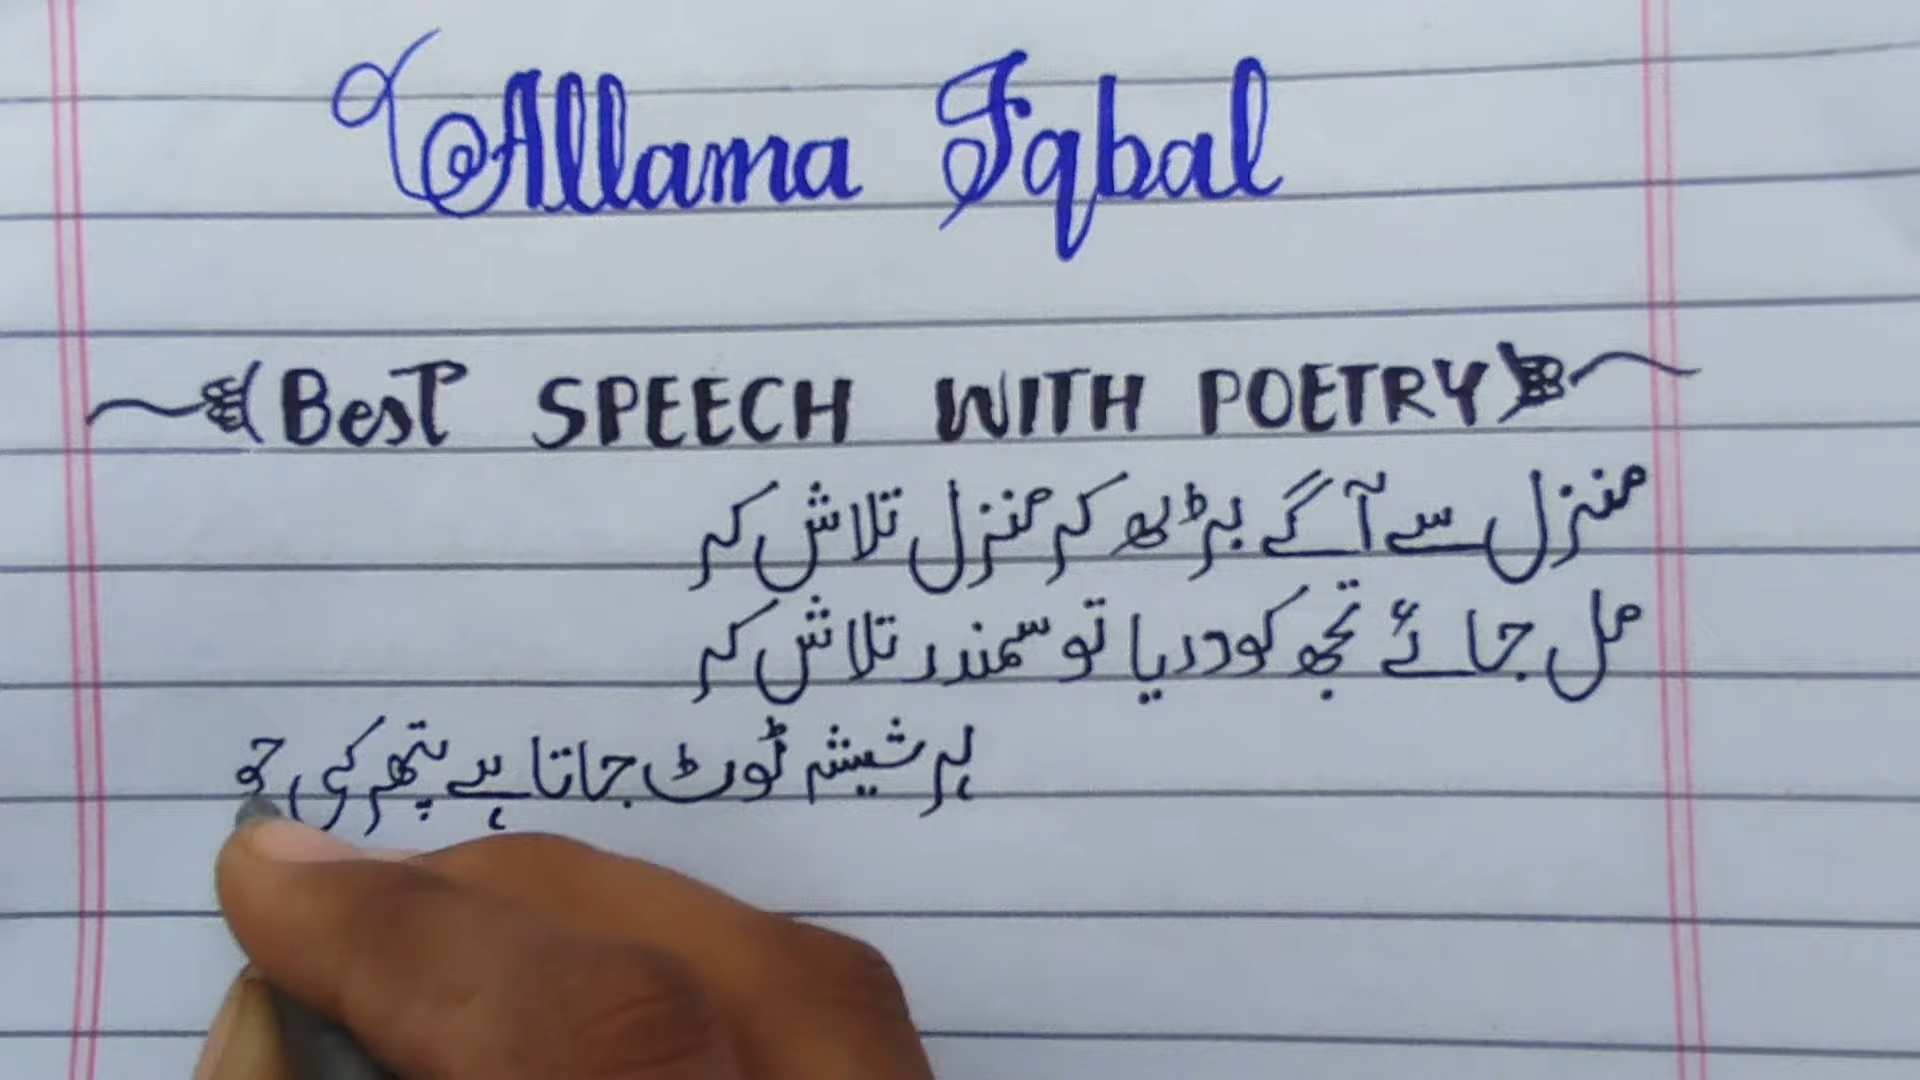 Allama Iqbal
Best SPEECH WITH POETRY
منزل سے آگے بڑھ کر منزل تلاش کر
مل جائے تجھ کو دریا تو سمندر تلاش کر
ہر شیشہ ٹوٹ جاتا ہے پتھر کی